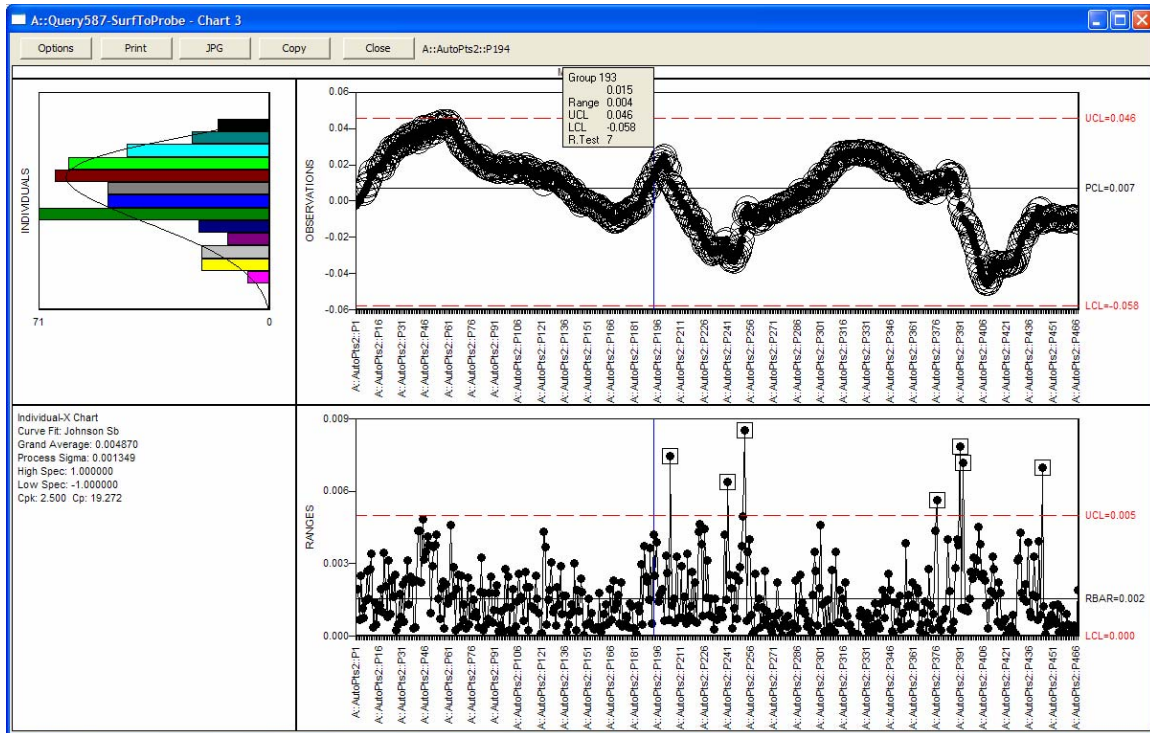 A::Query587-SurfToProbe - Chart 3
Options Print JPG Copy Close A::AutoPts2::P194
Group 193
0.015
Range 0.004
UCL 0.046
LCL -0.058
R.Test 7
INDIVIDUALS
71 0
OBSERVATIONS
0.06
0.04
0.02
0.00
-0.02
-0.04
-0.06
UCL=0.046
PCL=0.007
LCL=-0.058
A::AutoPts2::P1
A::AutoPts2::P16
A::AutoPts2::P31
A::AutoPts2::P46
A::AutoPts2::P61
A::AutoPts2::P76
A::AutoPts2::P91
A::AutoPts2::P106
A::AutoPts2::P121
A::AutoPts2::P136
A::AutoPts2::P151
A::AutoPts2::P166
A::AutoPts2::P181
A::AutoPts2::P196
A::AutoPts2::P211
A::AutoPts2::P226
A::AutoPts2::P241
A::AutoPts2::P256
A::AutoPts2::P271
A::AutoPts2::P286
A::AutoPts2::P301
A::AutoPts2::P316
A::AutoPts2::P331
A::AutoPts2::P346
A::AutoPts2::P361
A::AutoPts2::P376
A::AutoPts2::P391
A::AutoPts2::P406
A::AutoPts2::P421
A::AutoPts2::P436
A::AutoPts2::P451
A::AutoPts2::P466
Individual-X Chart
Curve Fit: Johnson Sb
Grand Average: 0.004870
Process Sigma: 0.001349
High Spec: 1.000000
Low Spec: -1.000000
Cpk: 2.500 Cp: 19.272
RANGES
0.009
0.006
0.003
0.000
UCL=0.005
RBAR=0.002
LCL=0.000
A::AutoPts2::P1
A::AutoPts2::P16
A::AutoPts2::P31
A::AutoPts2::P46
A::AutoPts2::P61
A::AutoPts2::P76
A::AutoPts2::P91
A::AutoPts2::P106
A::AutoPts2::P121
A::AutoPts2::P136
A::AutoPts2::P151
A::AutoPts2::P166
A::AutoPts2::P181
A::AutoPts2::P196
A::AutoPts2::P211
A::AutoPts2::P226
A::AutoPts2::P241
A::AutoPts2::P256
A::AutoPts2::P271
A::AutoPts2::P286
A::AutoPts2::P301
A::AutoPts2::P316
A::AutoPts2::P331
A::AutoPts2::P346
A::AutoPts2::P361
A::AutoPts2::P376
A::AutoPts2::P391
A::AutoPts2::P406
A::AutoPts2::P421
A::AutoPts2::P436
A::AutoPts2::P451
A::AutoPts2::P466